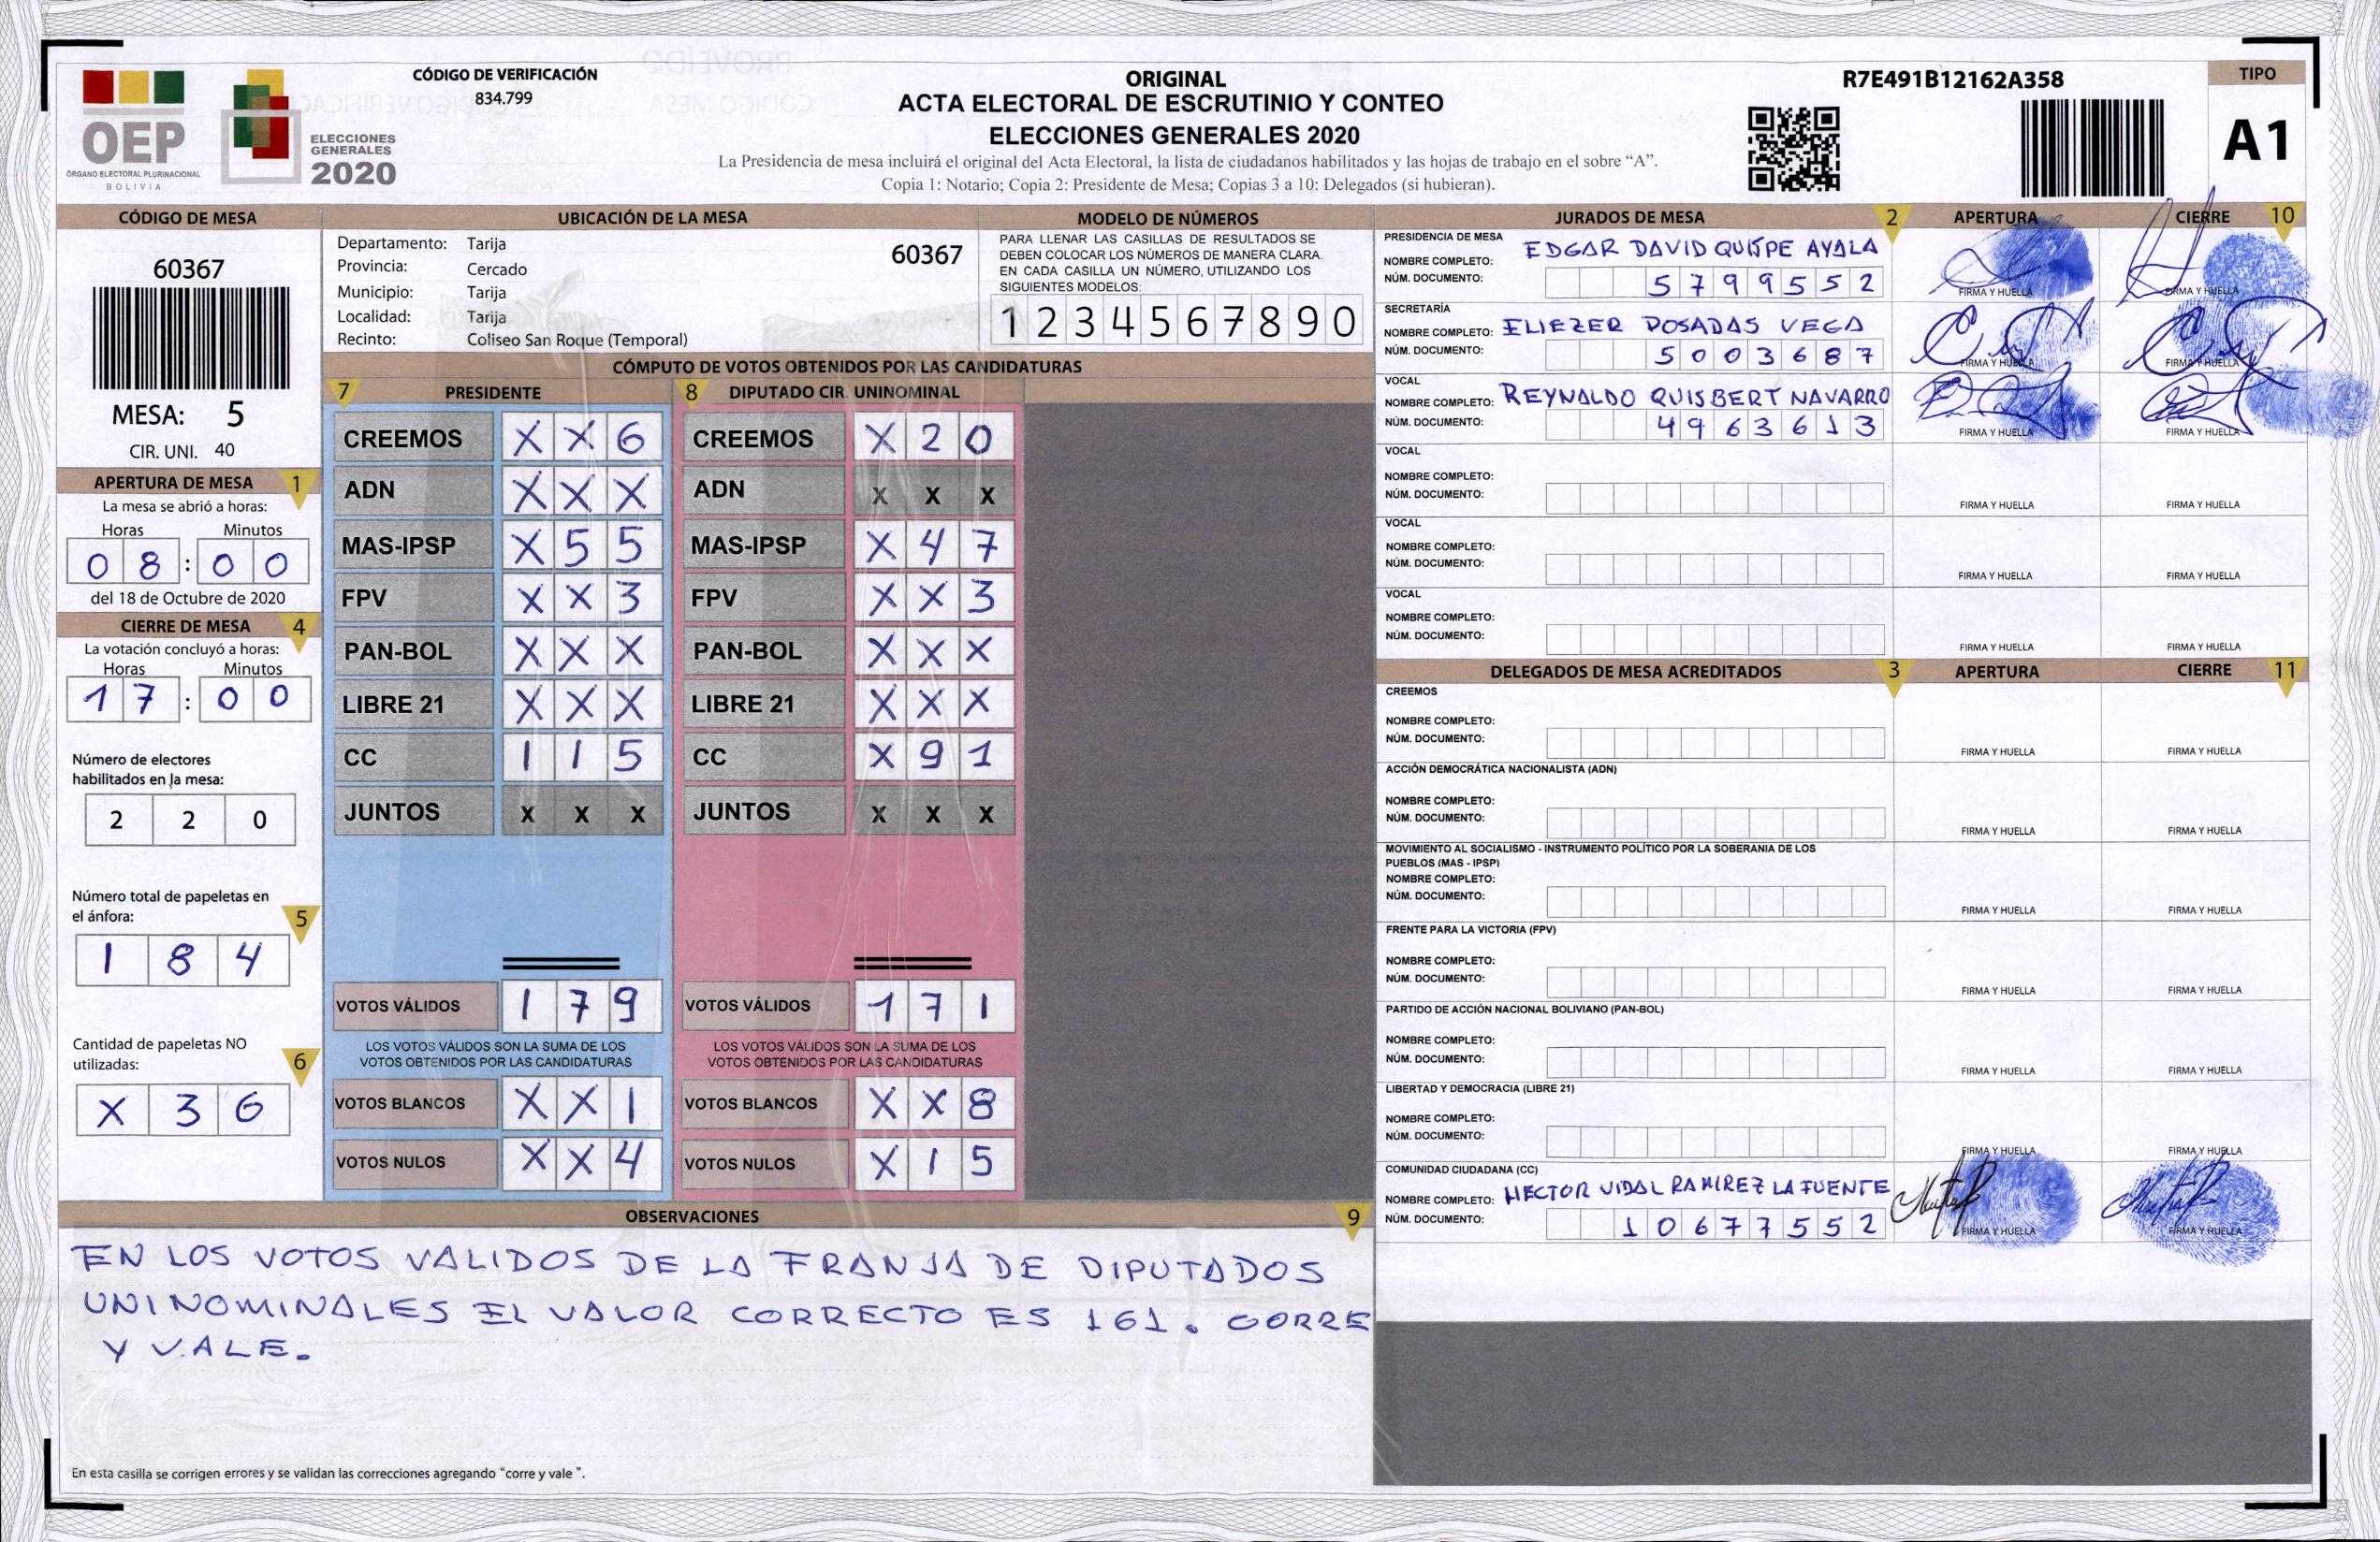 CÓDIGO DE VERIFICACIÓN
834.799
OEP
ÓRGANO ELECTORAL PLURINACIONAL
BOLIVIA
ELECCIONES
GENERALES
2020
ORIGINAL
ACTA ELECTORAL DE ESCRUTINIO Y CONTEO
ELECCIONES GENERALES 2020
La Presidencia de mesa incluirá el original del Acta Electoral, la lista de ciudadanos habilitados y las hojas de trabajo en el sobre “A”.
Copia 1: Notario; Copia 2: Presidente de Mesa; Copias 3 a 10: Delegados (si hubieran).
R7E491B12162A358
TIPO
A1
CÓDIGO DE MESA
60367
MESA: 5
CIR. UNI. 40
APERTURA DE MESA 1
La mesa se abrió a horas:
Horas Minutos
0 8 : 0 0
del 18 de Octubre de 2020
CIERRE DE MESA 4
La votación concluyó a horas:
Horas Minutos
1 7 : 0 0
Número de electores
habilitados en la mesa:
2 2 0
Número total de papeletas en
el ánfora: 5
1 8 4
Cantidad de papeletas NO
utilizadas: 6
X 3 6
UBICACIÓN DE LA MESA
Departamento: Tarija 60367
Provincia: Cercado
Municipio: Tarija
Localidad: Tarija
Recinto: Coliseo San Roque (Temporal)
MODELO DE NÚMEROS
PARA LLENAR LAS CASILLAS DE RESULTADOS SE
DEBEN COLOCAR LOS NÚMEROS DE MANERA CLARA.
EN CADA CASILLA UN NÚMERO, UTILIZANDO LOS
SIGUIENTES MODELOS:
1 2 3 4 5 6 7 8 9 0
CÓMPUTO DE VOTOS OBTENIDOS POR LAS CANDIDATURAS
7 PRESIDENTE
CREEMOS X X 6
ADN X X X
MAS-IPSP X 5 5
FPV X X 3
PAN-BOL X X X
LIBRE 21 X X X
CC 1 1 5
JUNTOS X X X
VOTOS VÁLIDOS 1 7 9
LOS VOTOS VÁLIDOS SON LA SUMA DE LOS
VOTOS OBTENIDOS POR LAS CANDIDATURAS
VOTOS BLANCOS X X 1
VOTOS NULOS X X 4
8 DIPUTADO CIR. UNINOMINAL
CREEMOS X 2 0
ADN X X X
MAS-IPSP X 4 7
FPV X X 3
PAN-BOL X X X
LIBRE 21 X X X
CC X 9 1
JUNTOS X X X
VOTOS VÁLIDOS 1 7 1
LOS VOTOS VÁLIDOS SON LA SUMA DE LOS
VOTOS OBTENIDOS POR LAS CANDIDATURAS
VOTOS BLANCOS X X 8
VOTOS NULOS X 1 5
OBSERVACIONES 9
EN LOS VOTOS VALIDOS DE LA FRANJA DE DIPUTADOS
UNINOMINALES EL VALOR CORRECTO ES 161. CORRE
Y VALE.
En esta casilla se corrigen errores y se validan las correcciones agregando "corre y vale ".
JURADOS DE MESA 2 APERTURA CIERRE 10
PRESIDENCIA DE MESA
NOMBRE COMPLETO: EDGAR DAVID QUISPE AYALA
NÚM. DOCUMENTO: 5 7 9 9 5 5 2
FIRMA Y HUELLA FIRMA Y HUELLA
SECRETARÍA
NOMBRE COMPLETO: ELIEZER POSADAS VEGA
NÚM. DOCUMENTO: 5 0 0 3 6 8 7
FIRMA Y HUELLA FIRMA Y HUELLA
VOCAL
NOMBRE COMPLETO: REYNALDO QUISBERT NAVARRO
NÚM. DOCUMENTO: 4 9 6 3 6 1 3
FIRMA Y HUELLA FIRMA Y HUELLA
VOCAL
NOMBRE COMPLETO:
NÚM. DOCUMENTO:
FIRMA Y HUELLA FIRMA Y HUELLA
VOCAL
NOMBRE COMPLETO:
NÚM. DOCUMENTO:
FIRMA Y HUELLA FIRMA Y HUELLA
VOCAL
NOMBRE COMPLETO:
NÚM. DOCUMENTO:
FIRMA Y HUELLA FIRMA Y HUELLA
DELEGADOS DE MESA ACREDITADOS 3 APERTURA CIERRE 11
CREEMOS
NOMBRE COMPLETO:
NÚM. DOCUMENTO:
FIRMA Y HUELLA FIRMA Y HUELLA
ACCIÓN DEMOCRÁTICA NACIONALISTA (ADN)
NOMBRE COMPLETO:
NÚM. DOCUMENTO:
FIRMA Y HUELLA FIRMA Y HUELLA
MOVIMIENTO AL SOCIALISMO - INSTRUMENTO POLÍTICO POR LA SOBERANIA DE LOS
PUEBLOS (MAS - IPSP)
NOMBRE COMPLETO:
NÚM. DOCUMENTO:
FIRMA Y HUELLA FIRMA Y HUELLA
FRENTE PARA LA VICTORIA (FPV)
NOMBRE COMPLETO:
NÚM. DOCUMENTO:
FIRMA Y HUELLA FIRMA Y HUELLA
PARTIDO DE ACCIÓN NACIONAL BOLIVIANO (PAN-BOL)
NOMBRE COMPLETO:
NÚM. DOCUMENTO:
FIRMA Y HUELLA FIRMA Y HUELLA
LIBERTAD Y DEMOCRACIA (LIBRE 21)
NOMBRE COMPLETO:
NÚM. DOCUMENTO:
FIRMA Y HUELLA FIRMA Y HUELLA
COMUNIDAD CIUDADANA (CC)
NOMBRE COMPLETO: HECTOR VIDAL RAMIREZ LA FUENTE
NÚM. DOCUMENTO: 1 0 6 7 7 5 5 2
FIRMA Y HUELLA FIRMA Y HUELLA